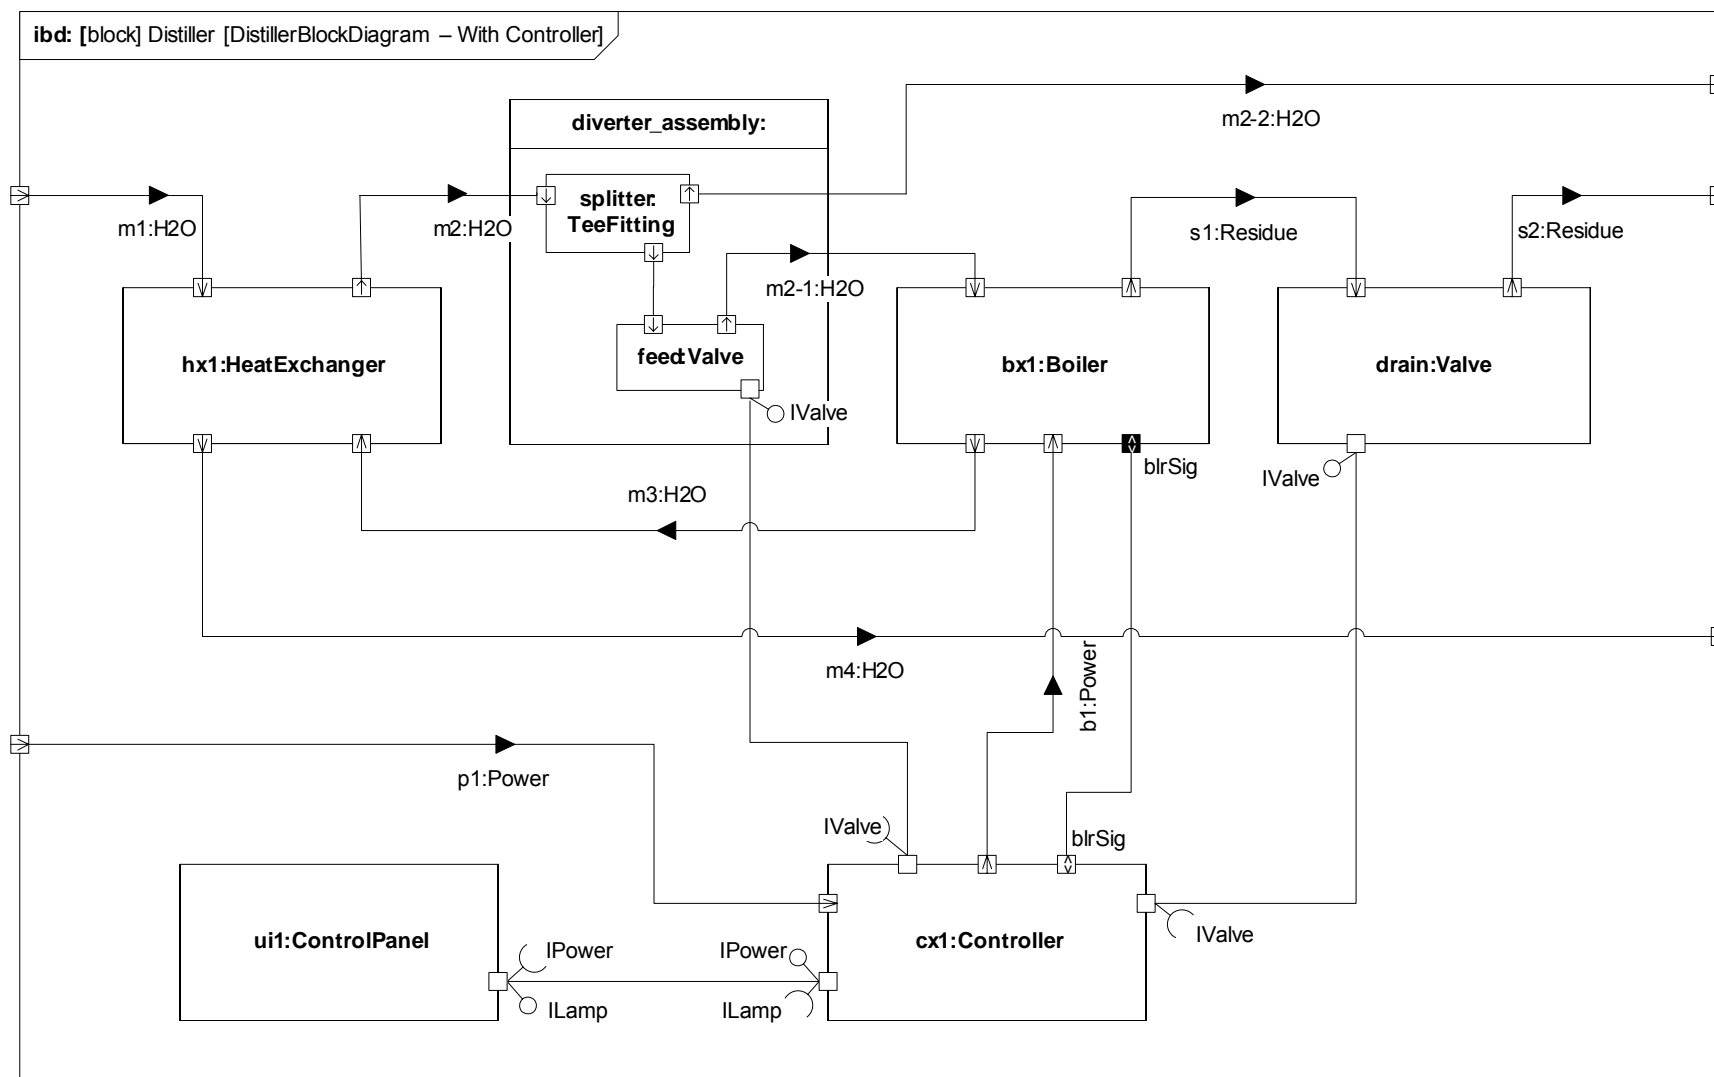 ibd: [block] Distiller [DistillerBlockDiagram – With Controller]
diverter_assembly:
m2-2:H2O
splitter:
TeeFitting
m1:H2O
m2:H2O
s1:Residue
s2:Residue
m2-1:H2O
hx1:HeatExchanger
feed:Valve
bx1:Boiler
drain:Valve
IValve
blrSig
IValve
m3:H2O
m4:H2O
b1:Power
p1:Power
IValve
blrSig
ui1:ControlPanel
IPower
IPower
cx1:Controller
IValve
ILamp
ILamp